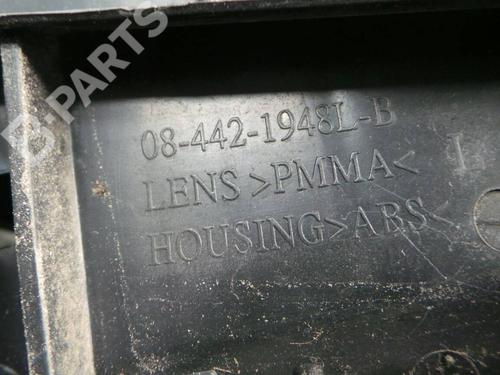 B-PARTS
08-442-1948L-B
LENS >PMMA<
HOUSING>ABS<
L